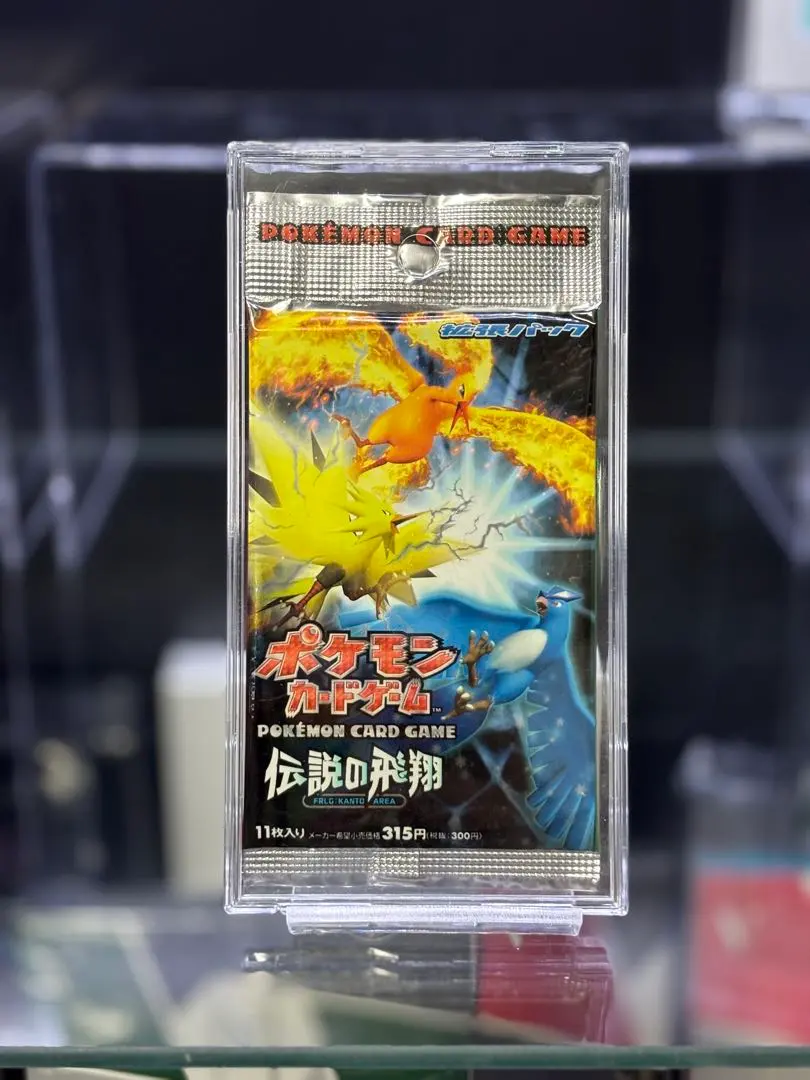 POKÉMON CARD GAME
拡張パック
ポケモン
カードゲーム™
POKÉMON CARD GAME
伝説の飛翔
FRLG:KANTO AREA
11枚入り メーカー希望小売価格 315円(税抜:300円)